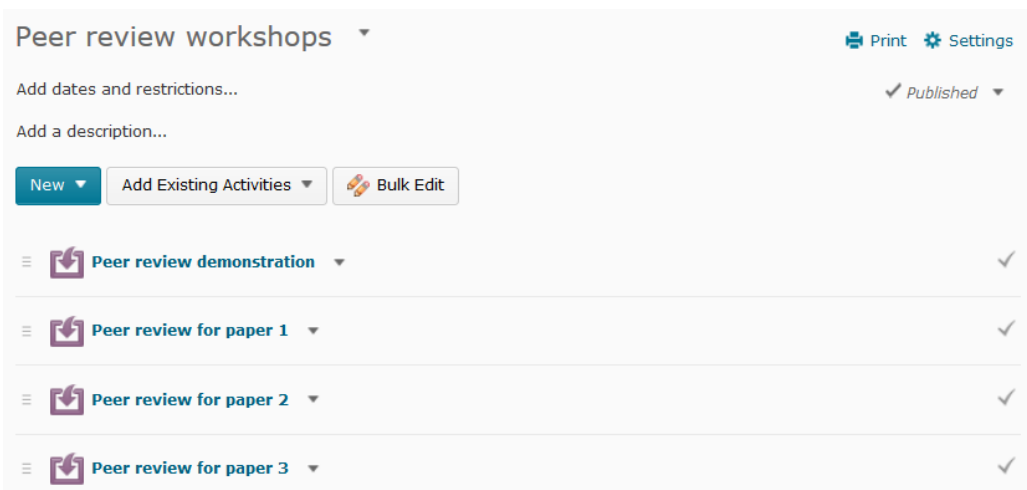 Peer review workshops
Print Settings
Add dates and restrictions...
Published
Add a description...
New Add Existing Activities Bulk Edit
Peer review demonstration
Peer review for paper 1
Peer review for paper 2
Peer review for paper 3